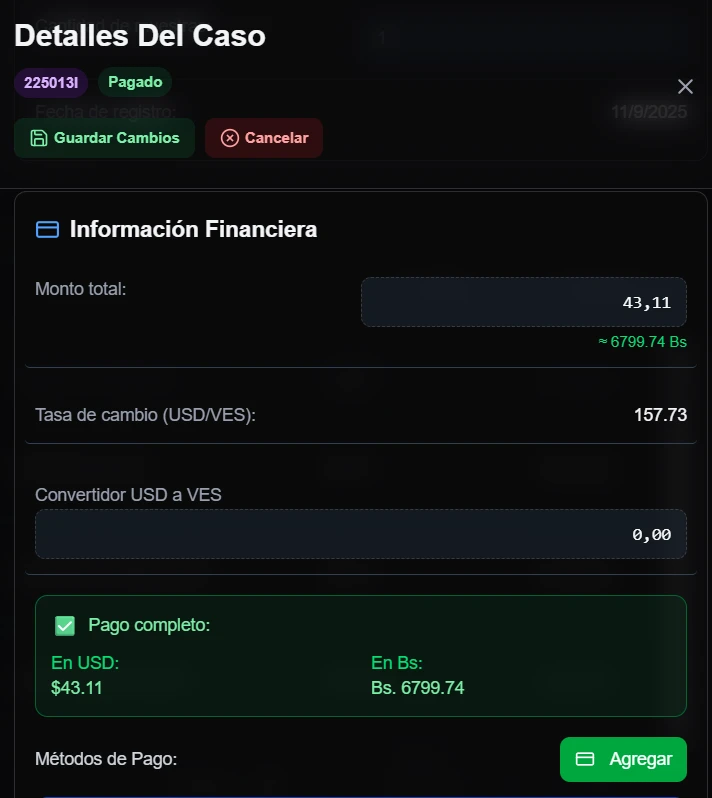 Detalles Del Caso
225013I Pagado
Fecha de registro: 11/9/2025
Guardar Cambios Cancelar
Información Financiera
Monto total:
43,11
≈ 6799.74 Bs
Tasa de cambio (USD/VES): 157.73
Convertidor USD a VES
0,00
Pago completo:
En USD: En Bs:
$43.11 Bs. 6799.74
Métodos de Pago: Agregar